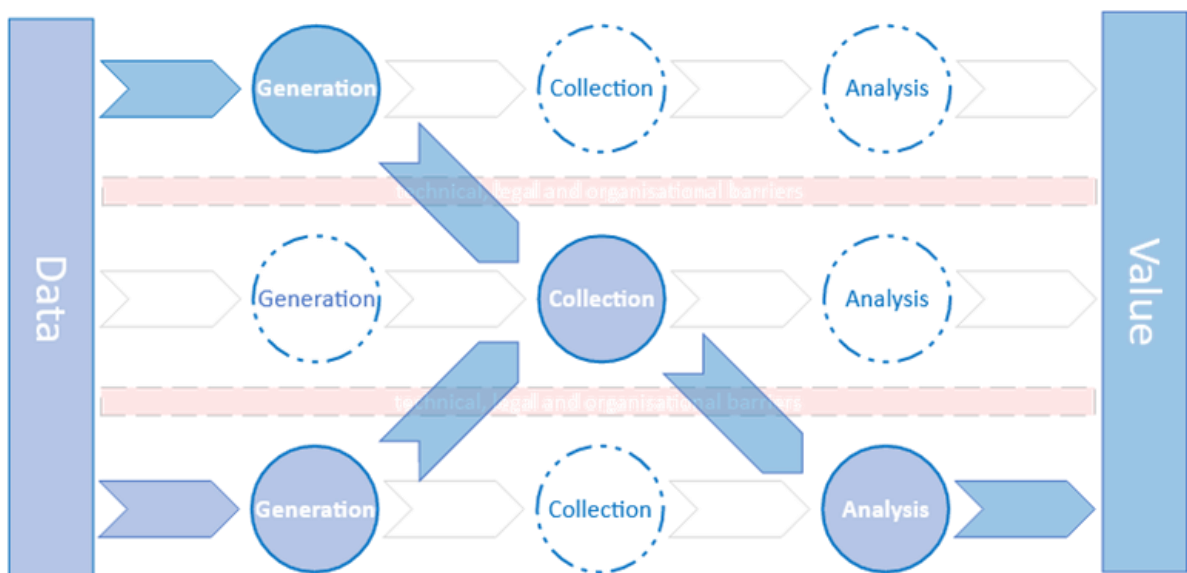 Data
Generation
Collection
Analysis
Value
technical, legal and organisational barriers
Generation
Collection
Analysis
technical, legal and organisational barriers
Generation
Collection
Analysis